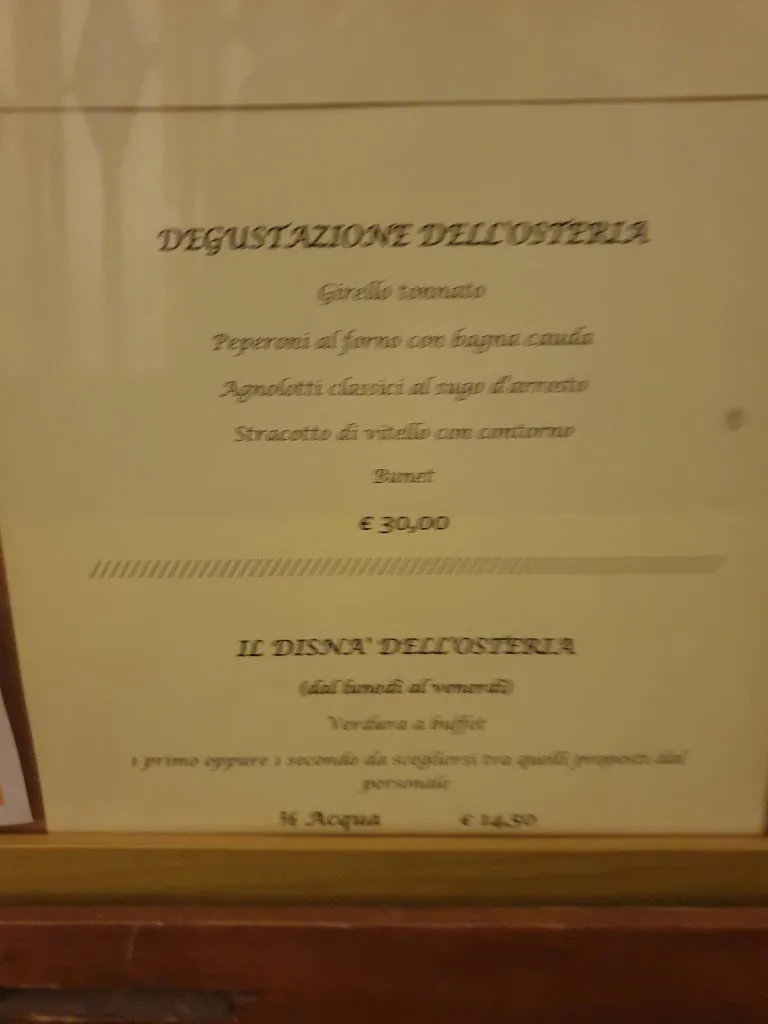 DEGUSTAZIONE DELL'OSTERIA
Girello tonnato
Peperoni al forno con bagna cauda
Agnolotti classici al sugo d'arrosto
Stracotto di vitello con contorno
Bunet
€ 30,00
IL DISNA' DELL'OSTERIA
(dal lunedì al venerdì)
Verdura a buffet
1 primo oppure 1 secondo da scegliersi tra quelli proposti dal
personale
½ Acqua € 14,50